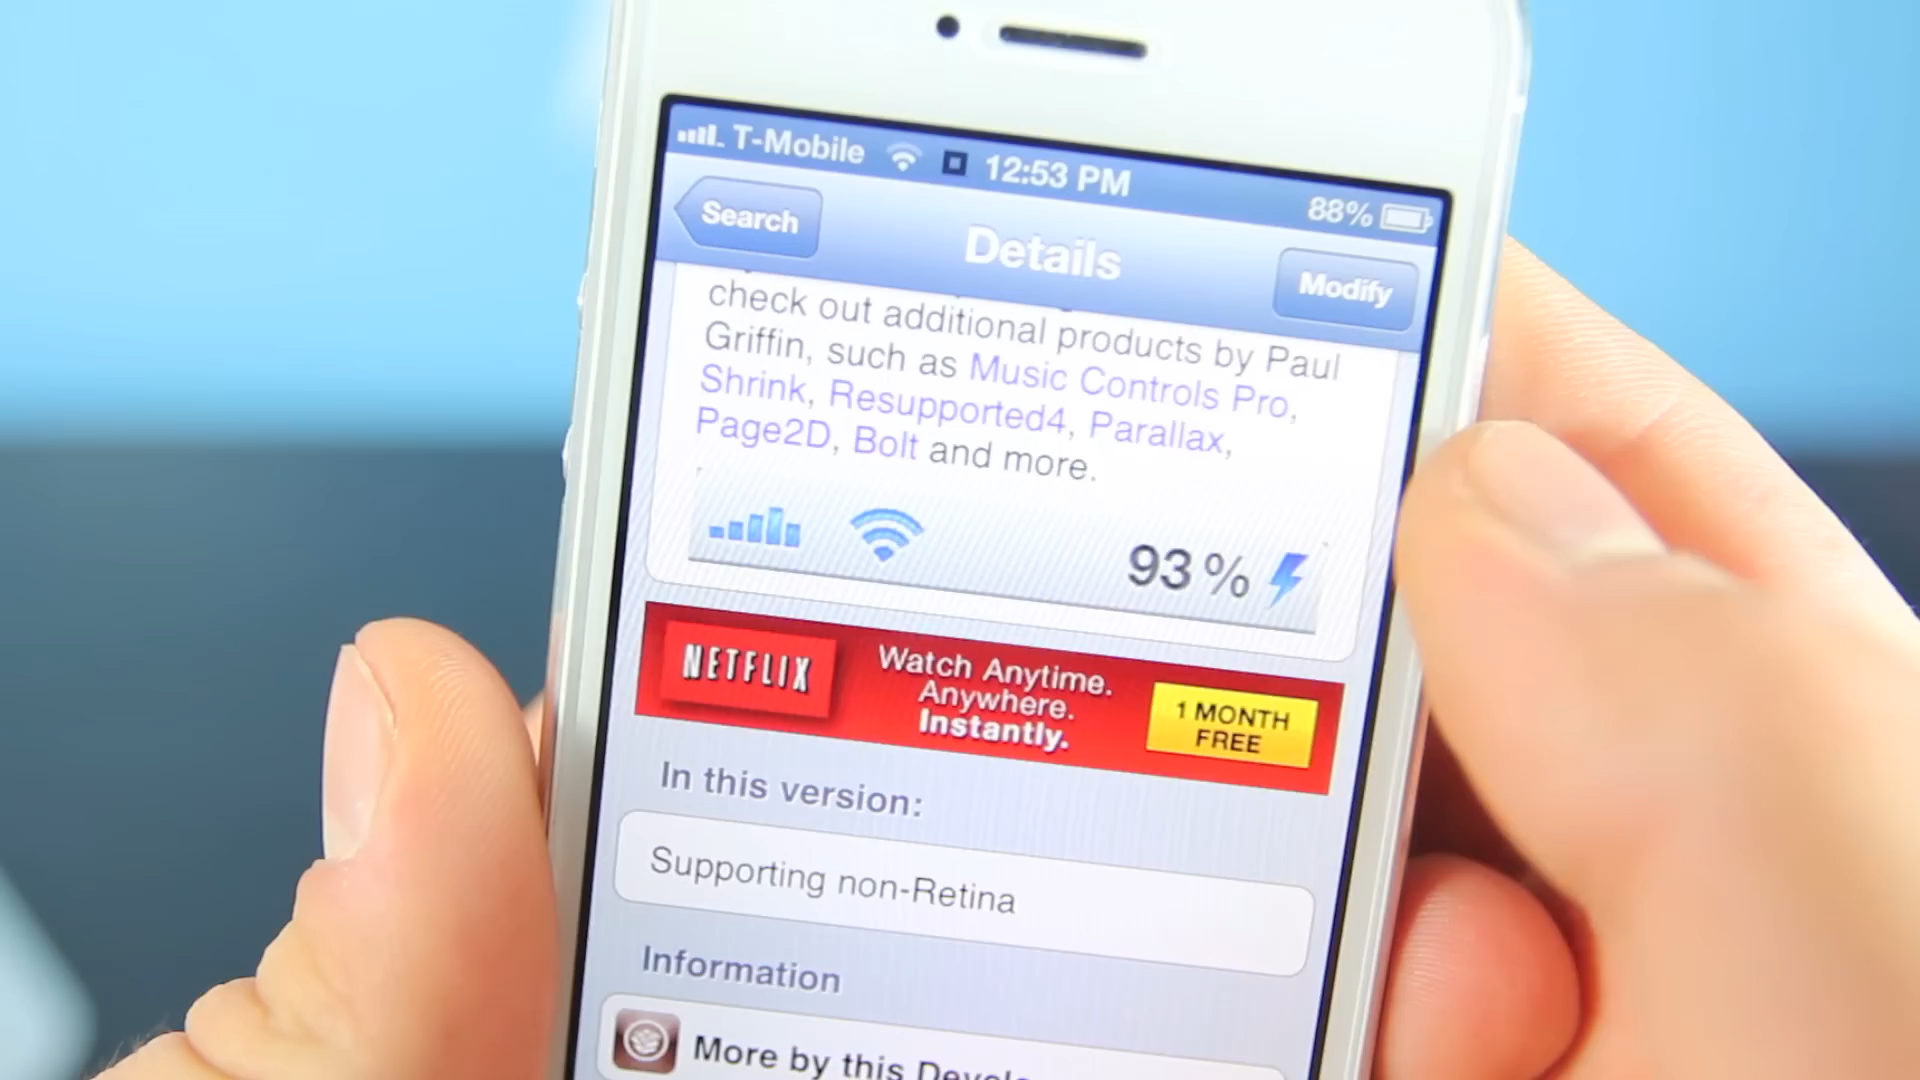 T-Mobile 12:53 PM 88%
Search
Details
Modify
check out additional products by Paul
Griffin, such as Music Controls Pro,
Shrink, Resupported4, Parallax,
Page2D, Bolt and more.
93%
NETFLIX
Watch Anytime.
Anywhere.
Instantly.
1 MONTH
FREE
In this version:
Supporting non-Retina
Information
More by this